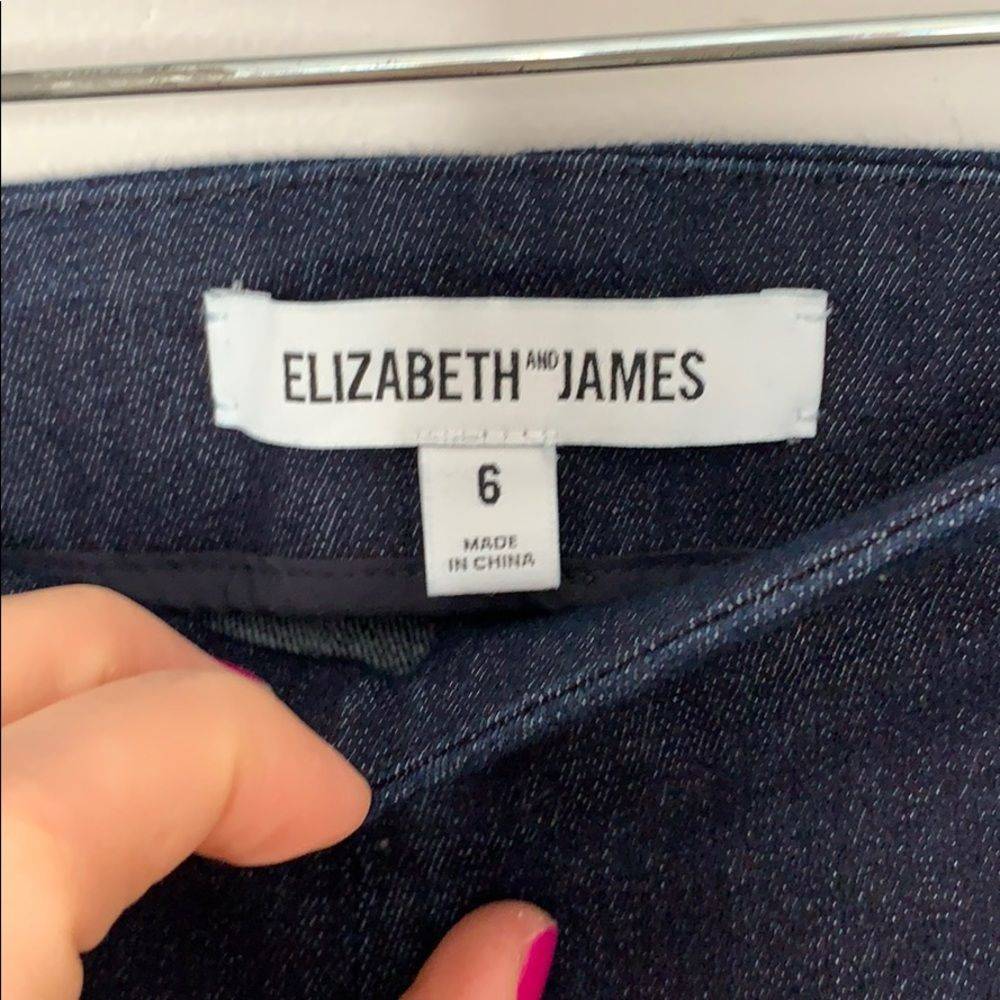 ELIZABETH AND JAMES
6
MADE
IN CHINA